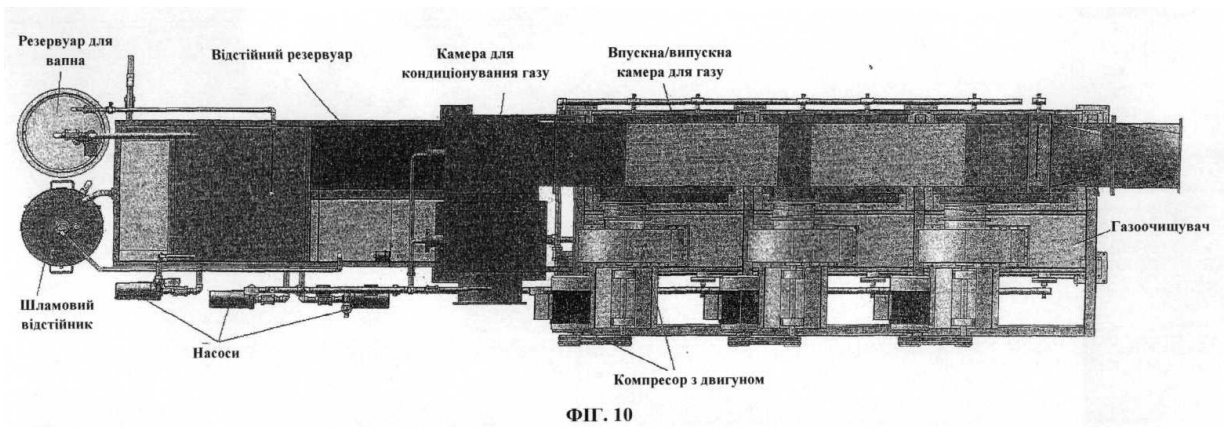 Резервуар для
вапна
Відстійний резервуар
Камера для
кондиціонування газу
Впускна/випускна
камера для газу
Газоочищувач
Шламовий
відстійник
Насоси
Компресор з двигуном
ФІГ. 10